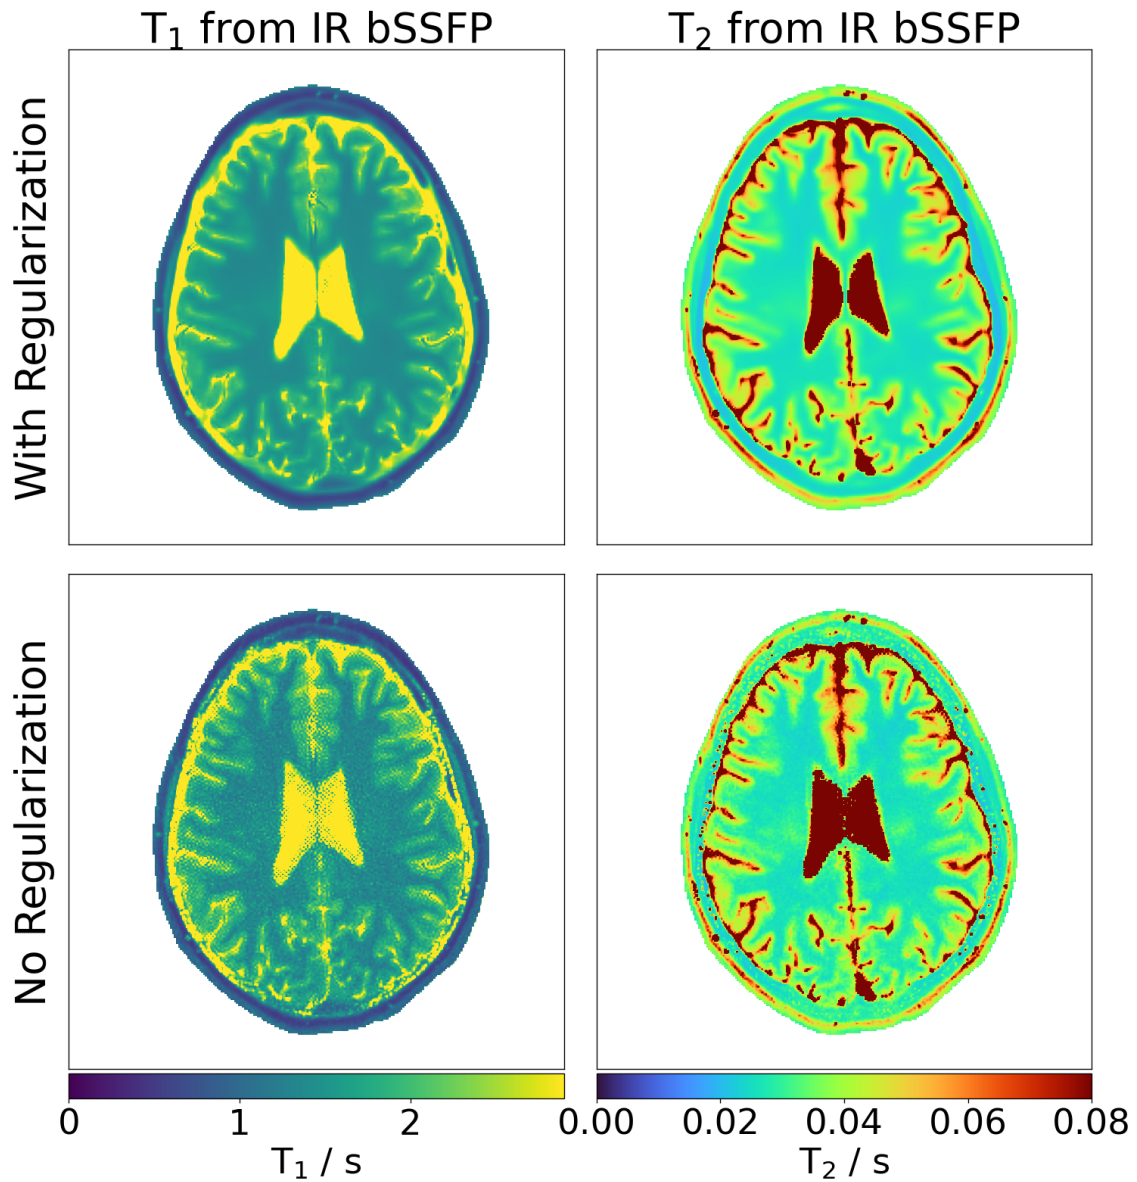 T₁ from IR bSSFP
T₂ from IR bSSFP
With Regularization
No Regularization
0 1 2
0.00 0.02 0.04 0.06 0.08
T₁ / s
T₂ / s